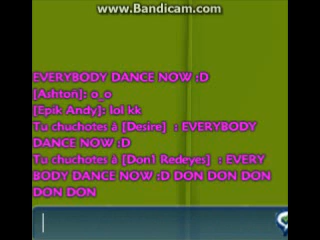 www.Bandicam.com
EVERYBODY DANCE NOW :D
[Ashton]: o_o
[Epik Andy]: lol kk
Tu chuchotes à [Desire] : EVERYBODY
DANCE NOW :D
Tu chuchotes à [Don1 Redeyes] : EVERY
BODY DANCE NOW :D DON DON DON
DON DON